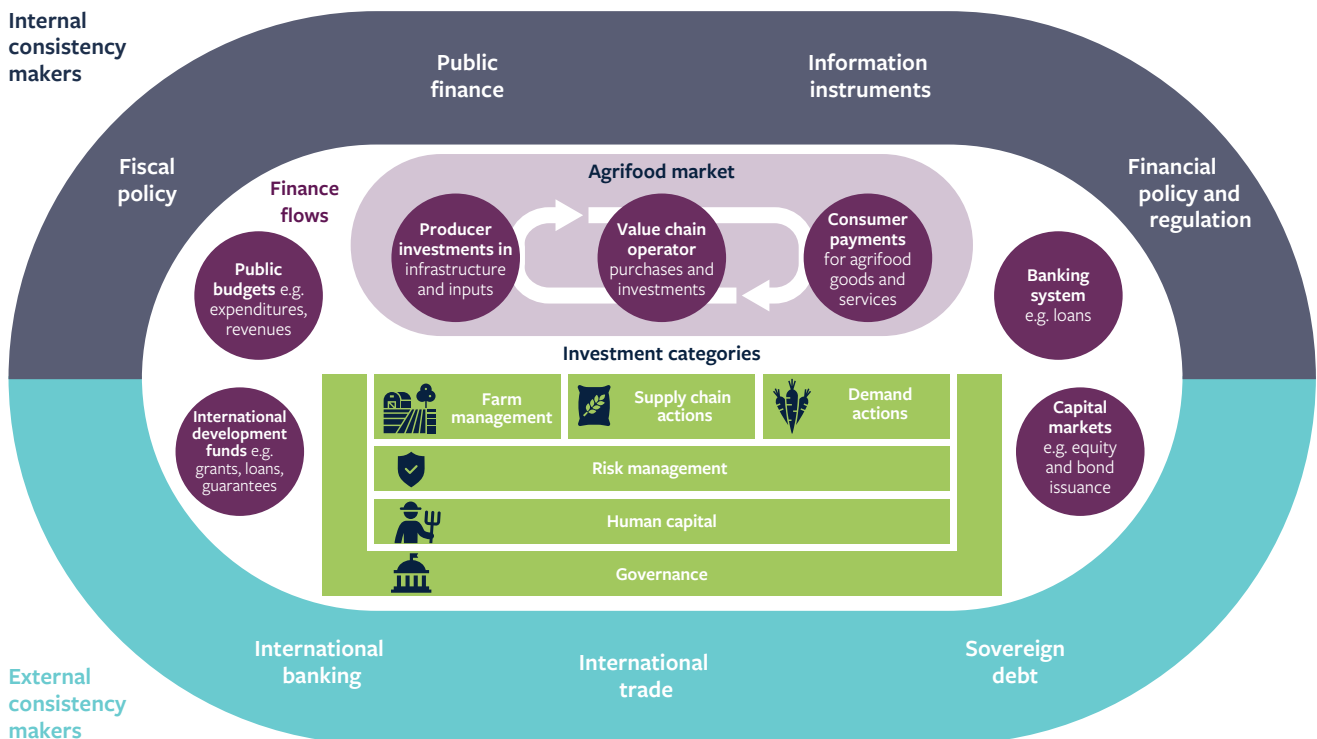 Internal
consistency
makers
Public
finance
Information
instruments
Fiscal
policy
Financial
policy and
regulation
Finance
flows
Agrifood market
Producer
investments in
infrastructure
and inputs
Value chain
operator
purchases and
investments
Consumer
payments
for agrifood
goods and
services
Public
budgets e.g.
expenditures,
revenues
Banking
system
e.g. loans
Investment categories
International
development
funds e.g.
grants, loans,
guarantees
Farm
management
Supply chain
actions
Demand
actions
Capital
markets
e.g. equity
and bond
issuance
Risk management
Human capital
Governance
International
banking
International
trade
Sovereign
debt
External
consistency
makers